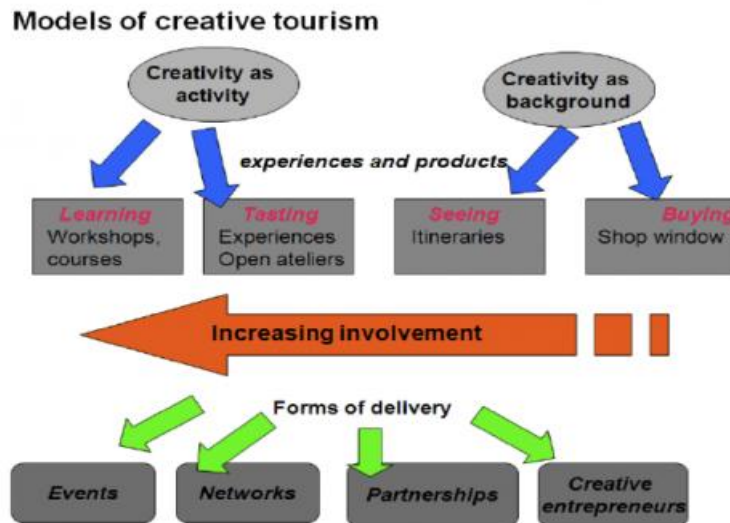 Models of creative tourism
Creativity as
activity
Creativity as
background
experiences and products
Learning
Workshops,
courses
Tasting
Experiences
Open ateliers
Seeing
Itineraries
Buying
Shop window
Increasing involvement
Forms of delivery
Events
Networks
Partnerships
Creative
entrepreneurs